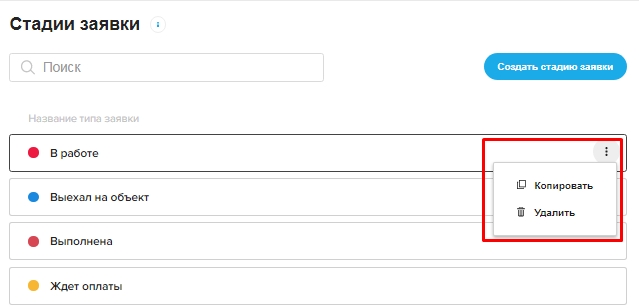 Стадии заявки
Поиск
Создать стадию заявки
Название типа заявки
В работе
Копировать
Выехал на объект
Удалить
Выполнена
Ждет оплаты